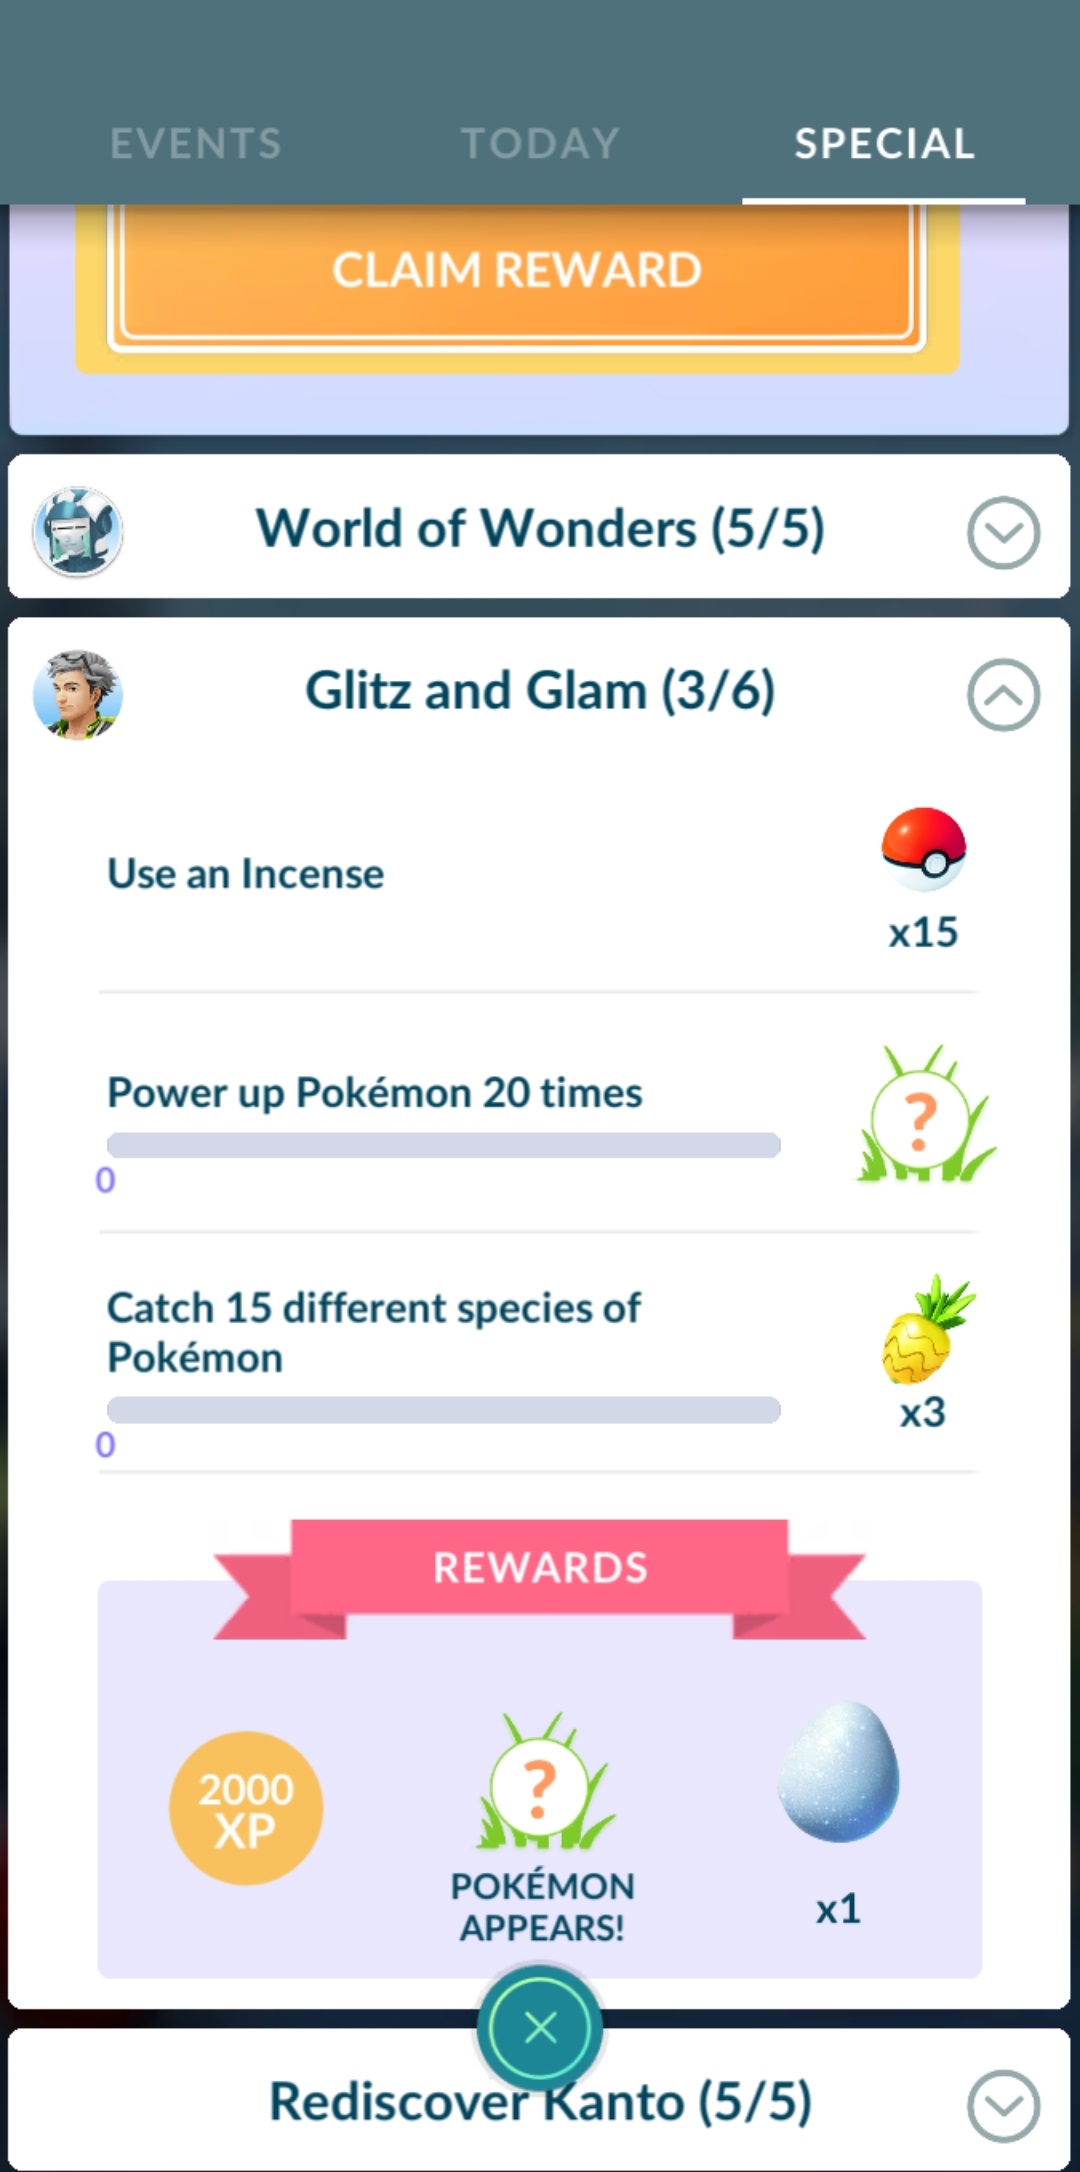 EVENTS
TODAY
SPECIAL
CLAIM REWARD
World of Wonders (5/5)
Glitz and Glam (3/6)
Use an Incense
x15
Power up Pokémon 20 times
?
0
Catch 15 different species of
Pokémon
x3
0
REWARDS
2000
XP
?
POKÉMON
APPEARS!
x1
Rediscover Kanto (5/5)